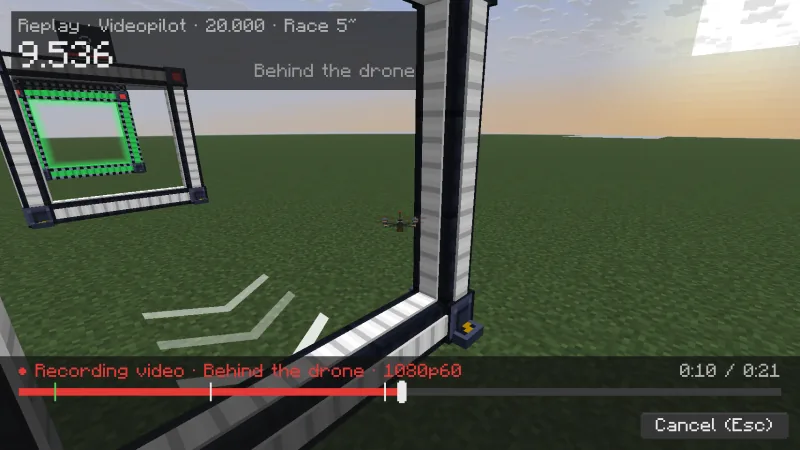 Replay · Videopilot · 20.000 · Race 5"
9.536
Behind the drone
● Recording video · Behind the drone · 1080p60
0:10 / 0:21
Cancel (Esc)